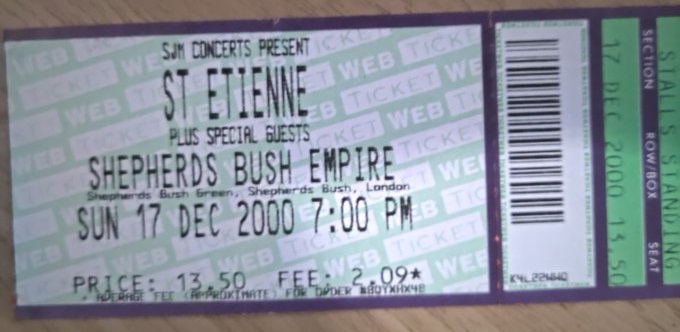 SJM CONCERTS PRESENT
ST ETIENNE
PLUS SPECIAL GUESTS
SHEPHERDS BUSH EMPIRE
Shepherds Bush Green, Shepherds Bush, London
SUN 17 DEC 2000 7:00 PM
PRICE: 13.50 FEE: 2.09*
* AVERAGE FEE (APPROXIMATE) FOR ORDER
WEB TICKET
17 DEC 2000 13.50
SECTION ROW/BOX SEAT
STALLS STANDING